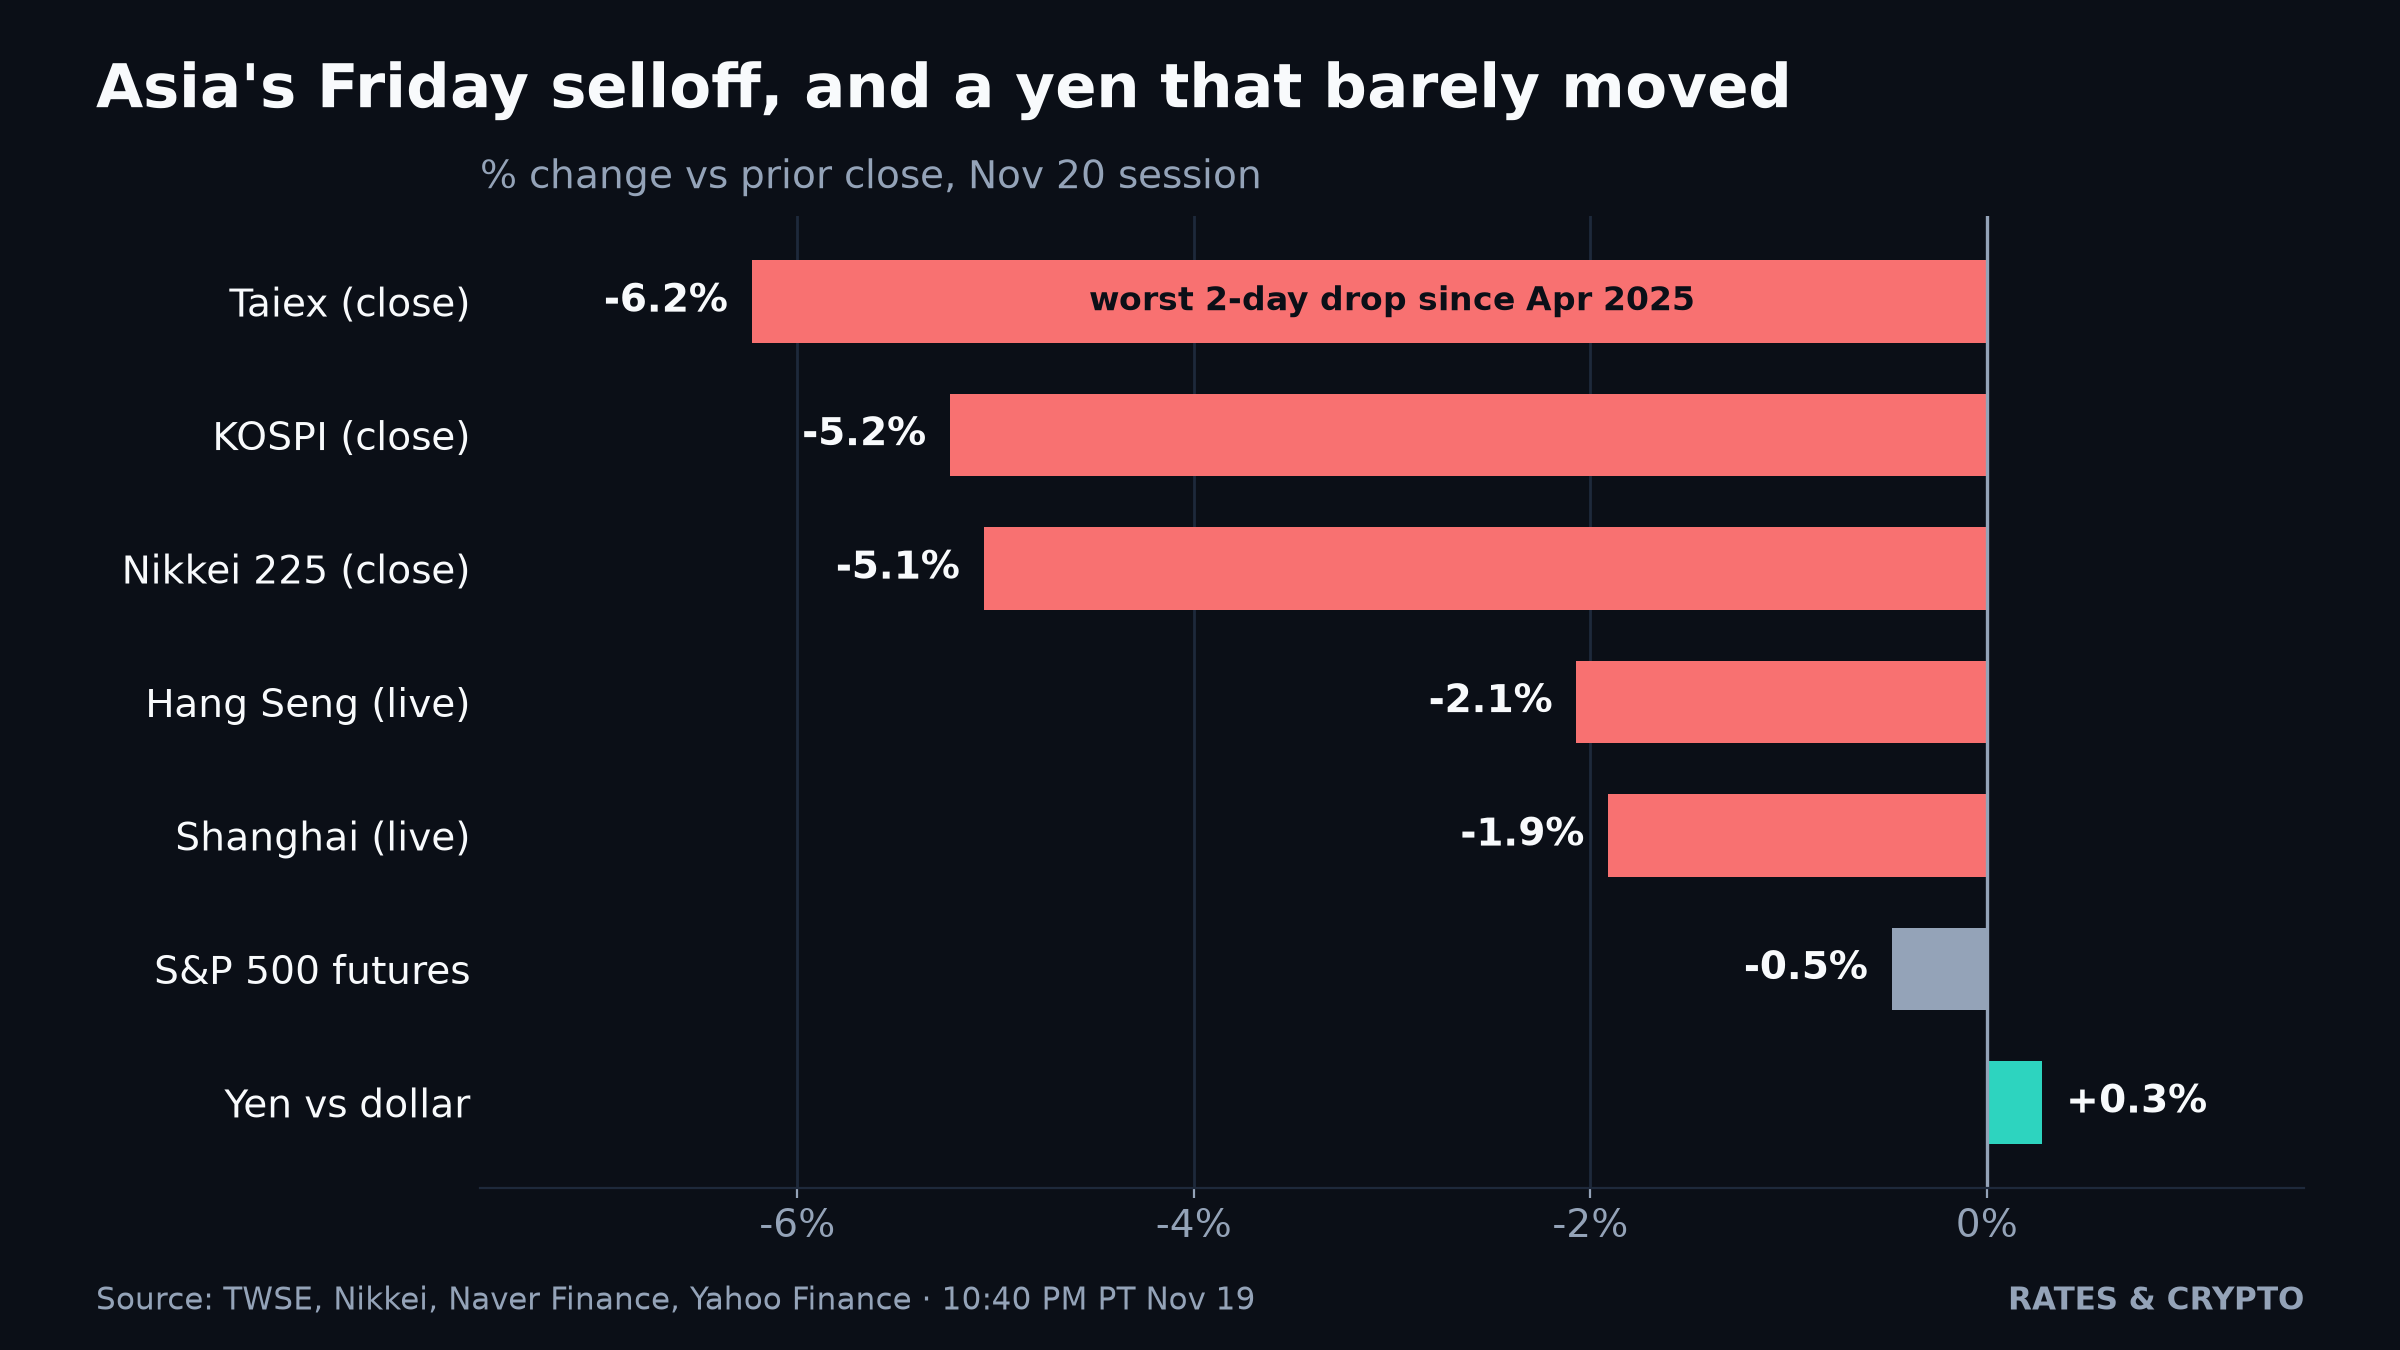 Asia's Friday selloff, and a yen that barely moved
% change vs prior close, Nov 20 session
Taiex (close) -6.2% worst 2-day drop since Apr 2025
KOSPI (close) -5.2%
Nikkei 225 (close) -5.1%
Hang Seng (live) -2.1%
Shanghai (live) -1.9%
S&P 500 futures -0.5%
Yen vs dollar +0.3%
-6% -4% -2% 0%
Source: TWSE, Nikkei, Naver Finance, Yahoo Finance · 10:40 PM PT Nov 19 RATES & CRYPTO